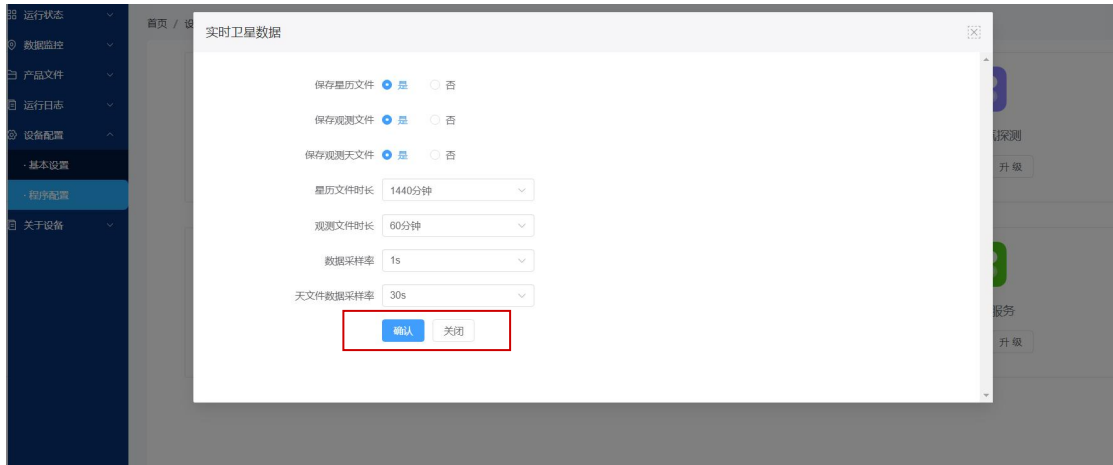 运行状态
数据监控
产品文件
运行日志
设备配置
·基本设置
·程序配置
关于设备
首页 / 设
实时卫星数据
保存星历文件 是 否
保存观测文件 是 否
保存观测天文件 是 否
星历文件时长 1440分钟
观测文件时长 60分钟
数据采样率 1s
天文件数据采样率 30s
确认 关闭
探测
升级
服务
升级